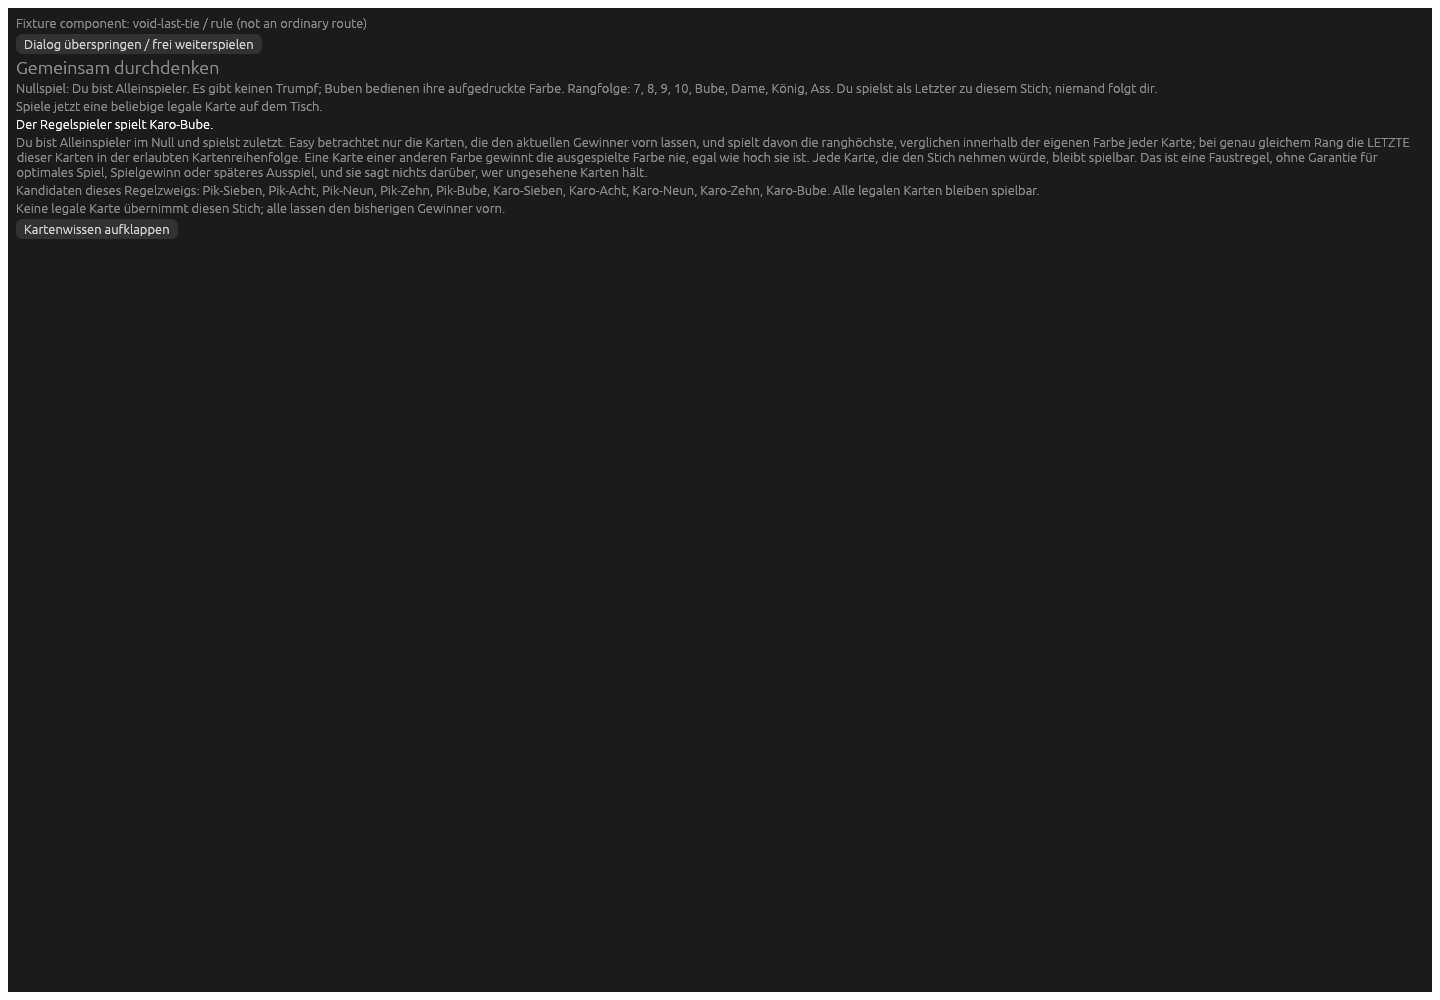 Fixture component: void-last-tie / rule (not an ordinary route)
Dialog überspringen / frei weiterspielen
Gemeinsam durchdenken
Nullspiel: Du bist Alleinspieler. Es gibt keinen Trumpf; Buben bedienen ihre aufgedruckte Farbe. Rangfolge: 7, 8, 9, 10, Bube, Dame, König, Ass. Du spielst als Letzter zu diesem Stich; niemand folgt dir.
Spiele jetzt eine beliebige legale Karte auf dem Tisch.
Der Regelspieler spielt Karo-Bube.
Du bist Alleinspieler im Null und spielst zuletzt. Easy betrachtet nur die Karten, die den aktuellen Gewinner vorn lassen, und spielt davon die ranghöchste, verglichen innerhalb der eigenen Farbe jeder Karte; bei genau gleichem Rang die LETZTE
dieser Karten in der erlaubten Kartenreihenfolge. Eine Karte einer anderen Farbe gewinnt die ausgespielte Farbe nie, egal wie hoch sie ist. Jede Karte, die den Stich nehmen würde, bleibt spielbar. Das ist eine Faustregel, ohne Garantie für
optimales Spiel, Spielgewinn oder späteres Ausspiel, und sie sagt nichts darüber, wer ungesehene Karten hält.
Kandidaten dieses Regelzweigs: Pik-Sieben, Pik-Acht, Pik-Neun, Pik-Zehn, Pik-Bube, Karo-Sieben, Karo-Acht, Karo-Neun, Karo-Zehn, Karo-Bube. Alle legalen Karten bleiben spielbar.
Keine legale Karte übernimmt diesen Stich; alle lassen den bisherigen Gewinner vorn.
Kartenwissen aufklappen